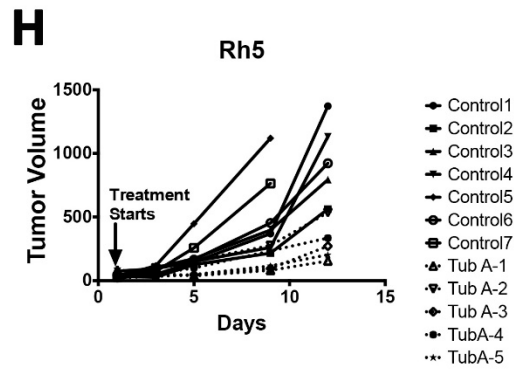 H
Rh5
1500
1000
500
0
Tumor Volume
Treatment
Starts
0
5
10
15
Days
Control1
Control2
Control3
Control4
Control5
Control6
Control7
Tub A-1
Tub A-2
Tub A-3
TubA-4
TubA-5